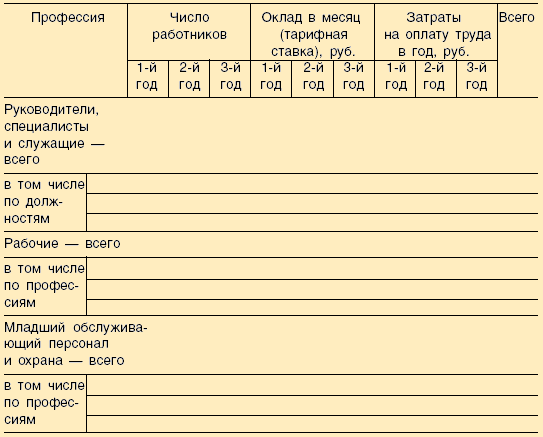 Профессия Число Оклад в месяц Затраты Всего
работников (тарифная на оплату труда
ставка), руб. в год, руб.
1-й 2-й 3-й 1-й 2-й 3-й 1-й 2-й 3-й
год год год год год год год год год
Руководители,
специалисты
и служащие —
всего
в том числе
по долж-
ностям
Рабочие — всего
в том числе
по профес-
сиям
Младший обслужива-
ющий персонал
и охрана — всего
в том числе
по профес-
сиям